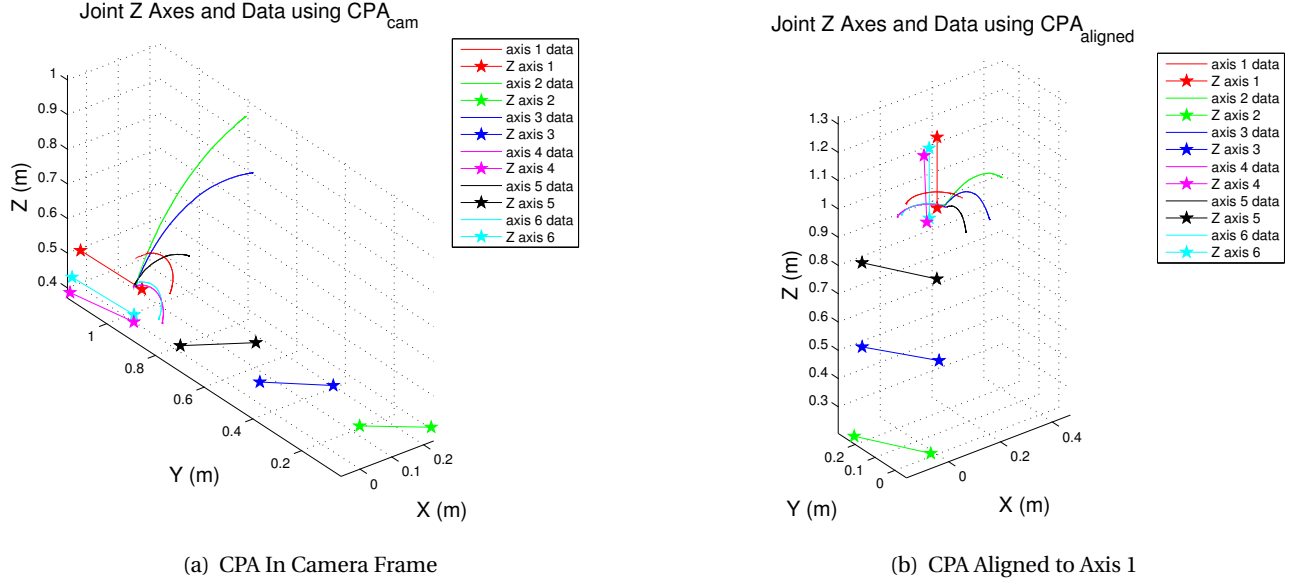 Joint Z Axes and Data using CPA_cam
1
0.9
0.8
0.7
0.6
0.5
0.4
Z (m)
1
0.8
0.6
0.4
0.2
Y (m)
0
0.1
0.2
X (m)
axis 1 data
Z axis 1
axis 2 data
Z axis 2
axis 3 data
Z axis 3
axis 4 data
Z axis 4
axis 5 data
Z axis 5
axis 6 data
Z axis 6
(a) CPA In Camera Frame
Joint Z Axes and Data using CPA_aligned
1.3
1.2
1.1
1
0.9
0.8
0.7
0.6
0.5
0.4
0.3
Z (m)
0.2
0.1
0
Y (m)
0
0.2
0.4
X (m)
axis 1 data
Z axis 1
axis 2 data
Z axis 2
axis 3 data
Z axis 3
axis 4 data
Z axis 4
axis 5 data
Z axis 5
axis 6 data
Z axis 6
(b) CPA Aligned to Axis 1